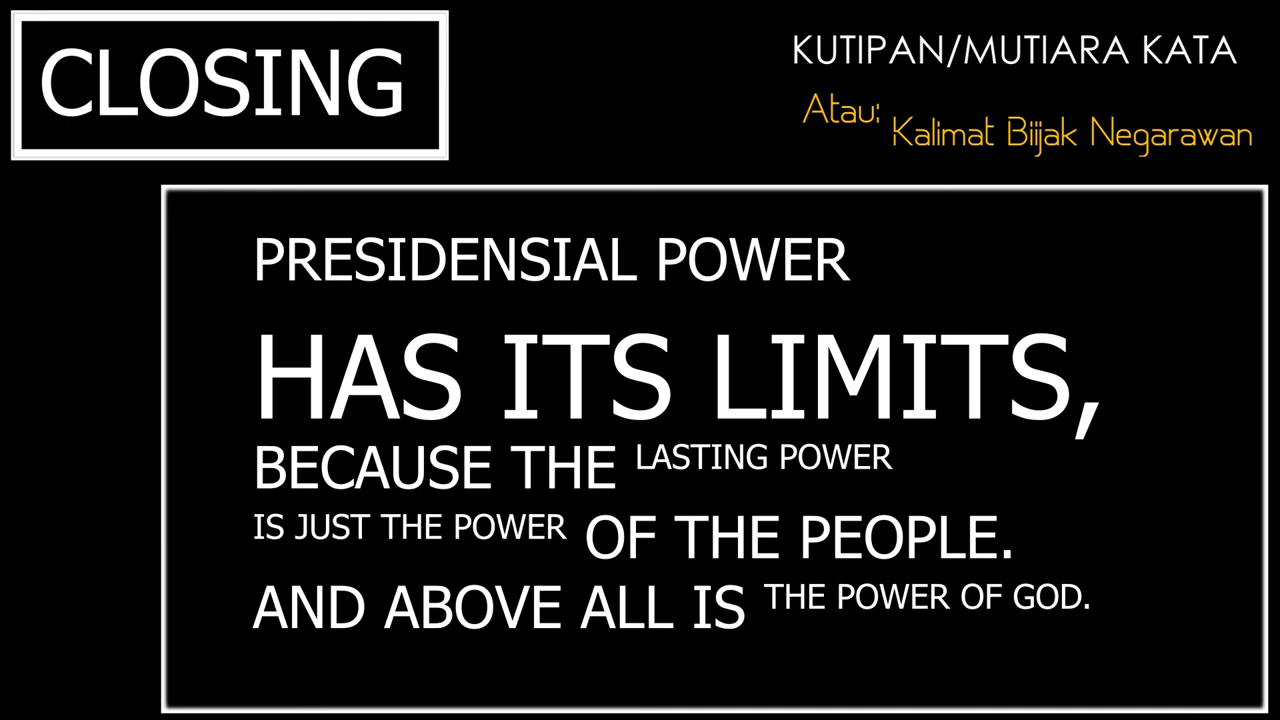 CLOSING
KUTIPAN/MUTIARA KATA
Atau:
Kalimat Biijak Negarawan
PRESIDENSIAL POWER
HAS ITS LIMITS,
BECAUSE THE LASTING POWER
IS JUST THE POWER OF THE PEOPLE.
AND ABOVE ALL IS THE POWER OF GOD.